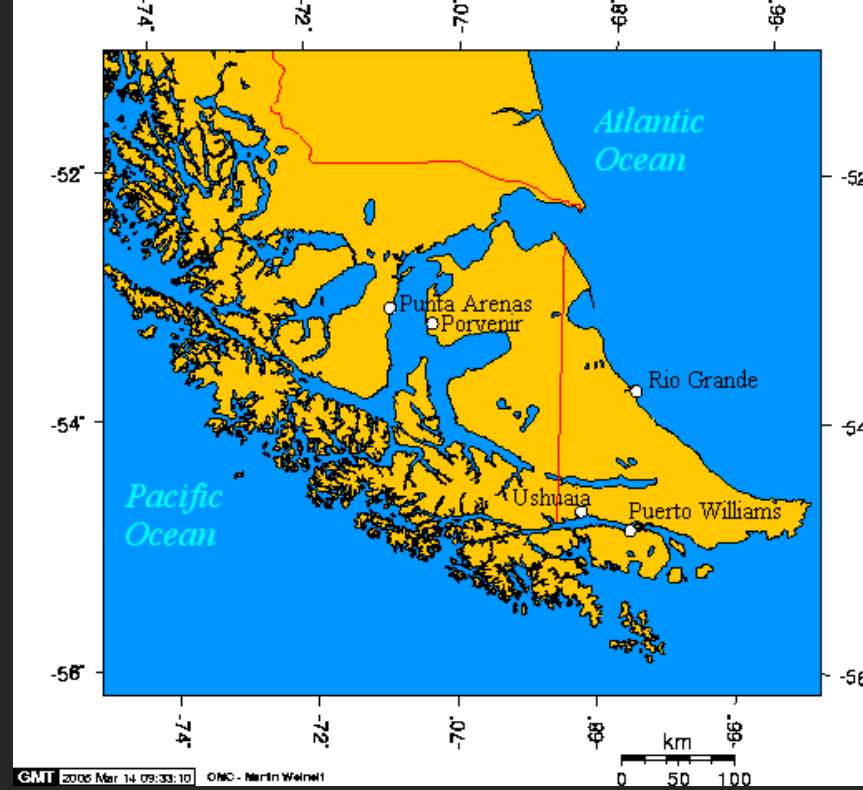 -74° -72° -70° -68° -66°
Atlantic
Ocean
-52° -52
Punta Arenas
Porvenir
Rio Grande
-54° -54
Pacific
Ocean
Ushuaia
Puerto Williams
-56° -56
-74° -72° -70° -68° -66°
km
0 50 100
GMT 2006 Mar 14 09:33:10 OMC - Martin Weinelt